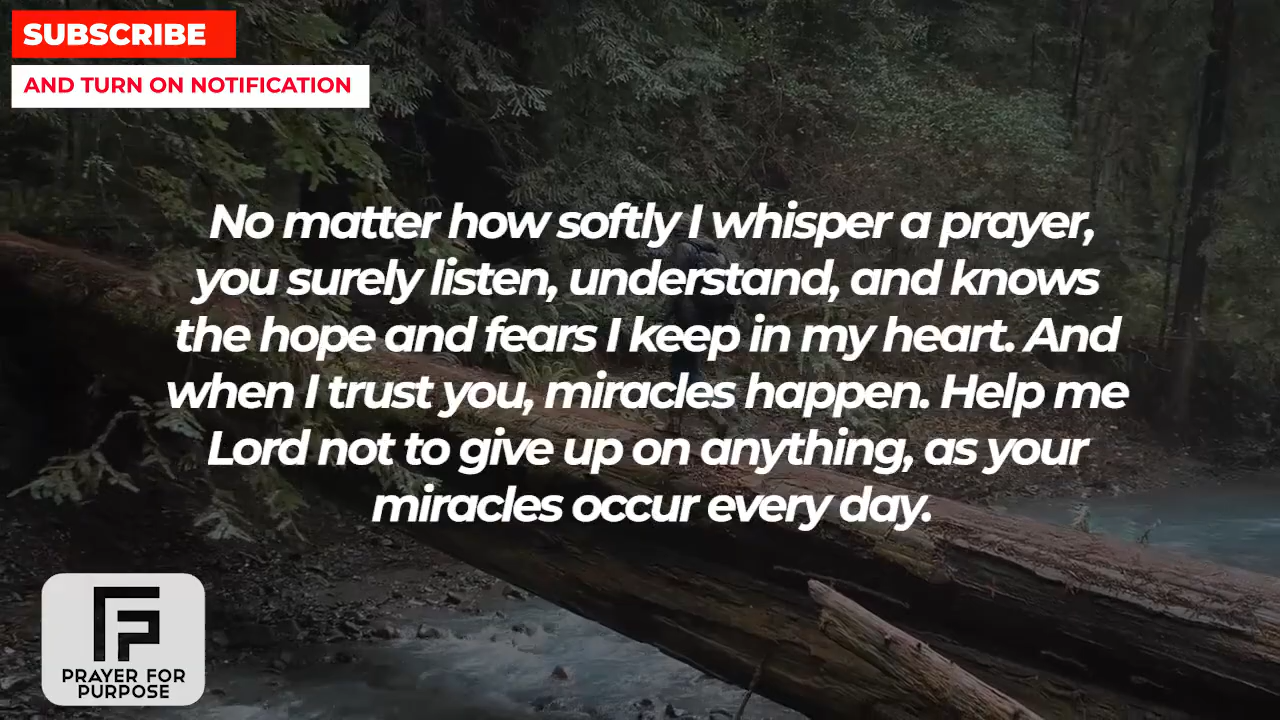 SUBSCRIBE
AND TURN ON NOTIFICATION
No matter how softly I whisper a prayer,
you surely listen, understand, and knows
the hope and fears I keep in my heart. And
when I trust you, miracles happen. Help me
Lord not to give up on anything, as your
miracles occur every day.
PRAYER FOR
PURPOSE